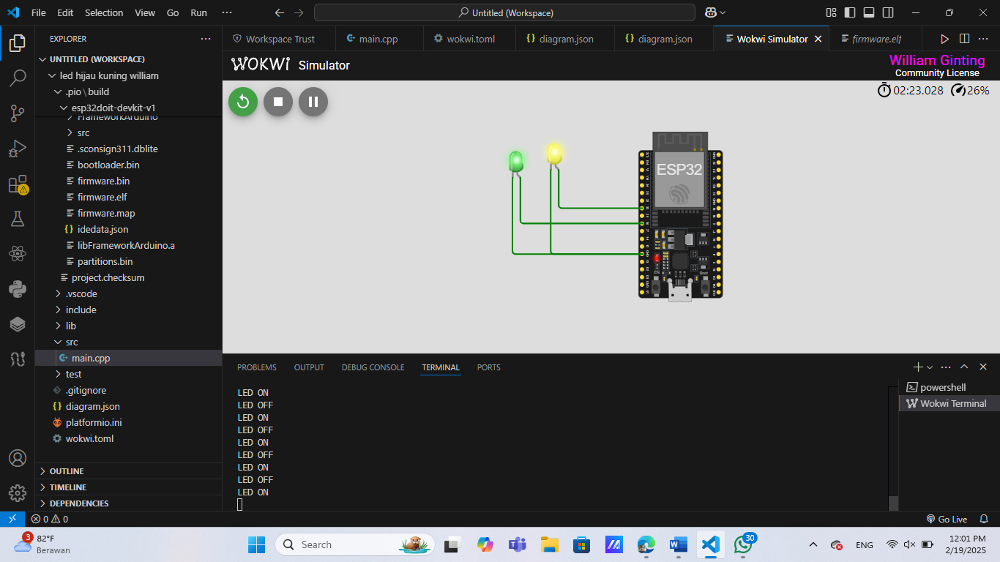 File Edit Selection View Go Run ··· Untitled (Workspace)
EXPLORER ···
Workspace Trust main.cpp wokwi.toml diagram.json diagram.json Wokwi Simulator firmware.elf ···
UNTITLED (WORKSPACE)
led hijau kuning william
.pio \ build
esp32doit-devkit-v1
FrameworkArduino
src
.sconsign311.dblite
bootloader.bin
firmware.bin
firmware.elf
firmware.map
idedata.json
libFrameworkArduino.a
partitions.bin
project.checksum
.vscode
include
lib
src
main.cpp
test
.gitignore
diagram.json
platformio.ini
wokwi.toml
OUTLINE
TIMELINE
DEPENDENCIES
WOKWI Simulator
William Ginting
Community License
02:23.028 26%
ESP32
EN Boot
PROBLEMS OUTPUT DEBUG CONSOLE TERMINAL PORTS
LED ON
LED OFF
LED ON
LED OFF
LED ON
LED OFF
LED ON
LED OFF
LED ON
powershell
Wokwi Terminal
0 0
Go Live
3
82°F
Berawan
Search
30
ENG
12:01 PM
2/19/2025